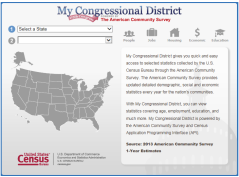 My Congressional District
The American Community Survey
1 Select a State
2
People Jobs Housing Economic Education
My Congressional District gives you quick and easy
access to selected statistics collected by the U.S.
Census Bureau through the American Community
Survey. The American Community Survey provides
updated detailed demographic, social and economic
statistics every year for the nation's communities.
With My Congressional District, you can view
statistics covering age, employment, education, and
much more. My Congressional District is powered by
the American Community Survey and Census
Application Programming Interface (API).
Source: 2013 American Community Survey
1-Year Estimates
United States
Census
Bureau
U.S. Department of Commerce
Economics and Statistics Administration
U.S. CENSUS BUREAU
census.gov